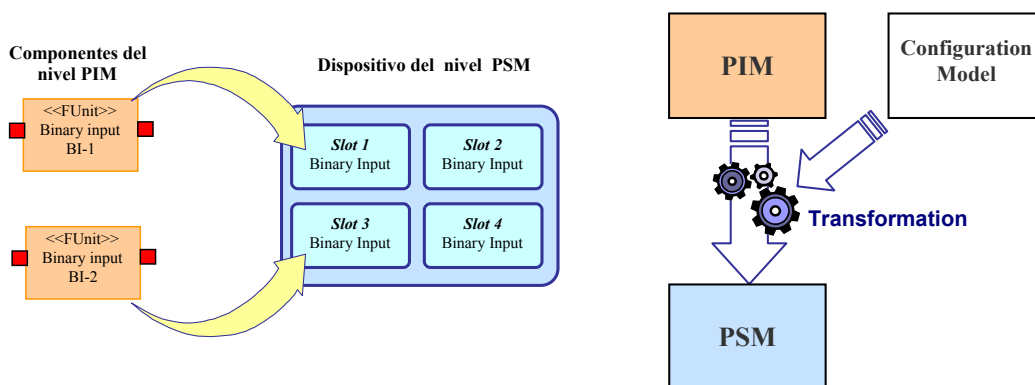 Componentes del
nivel PIM
<<FUnit>>
Binary input
BI-1
<<FUnit>>
Binary input
BI-2
Dispositivo del nivel PSM
Slot 1
Binary Input
Slot 2
Binary Input
Slot 3
Binary Input
Slot 4
Binary Input
PIM
Configuration
Model
Transformation
PSM